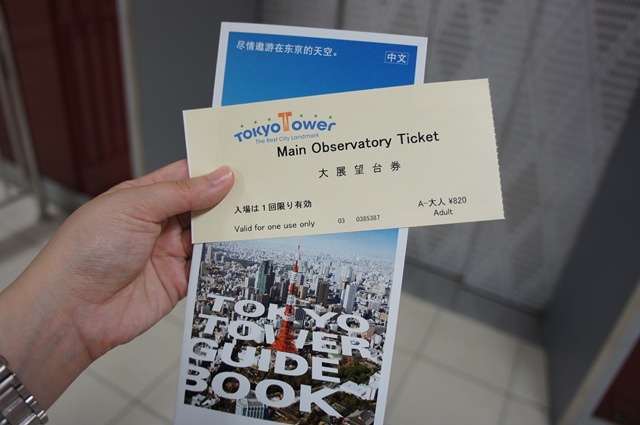 尽情遨游在东京的天空。
中文
TOKYO TOWER
The Best City Landmark
Main Observatory Ticket
大展望台券
入場は1回限り有効
A-大人 ¥820
Valid for one use only
03 0385387
Adult
TOKYO
TOWER
GUIDE
BOOK